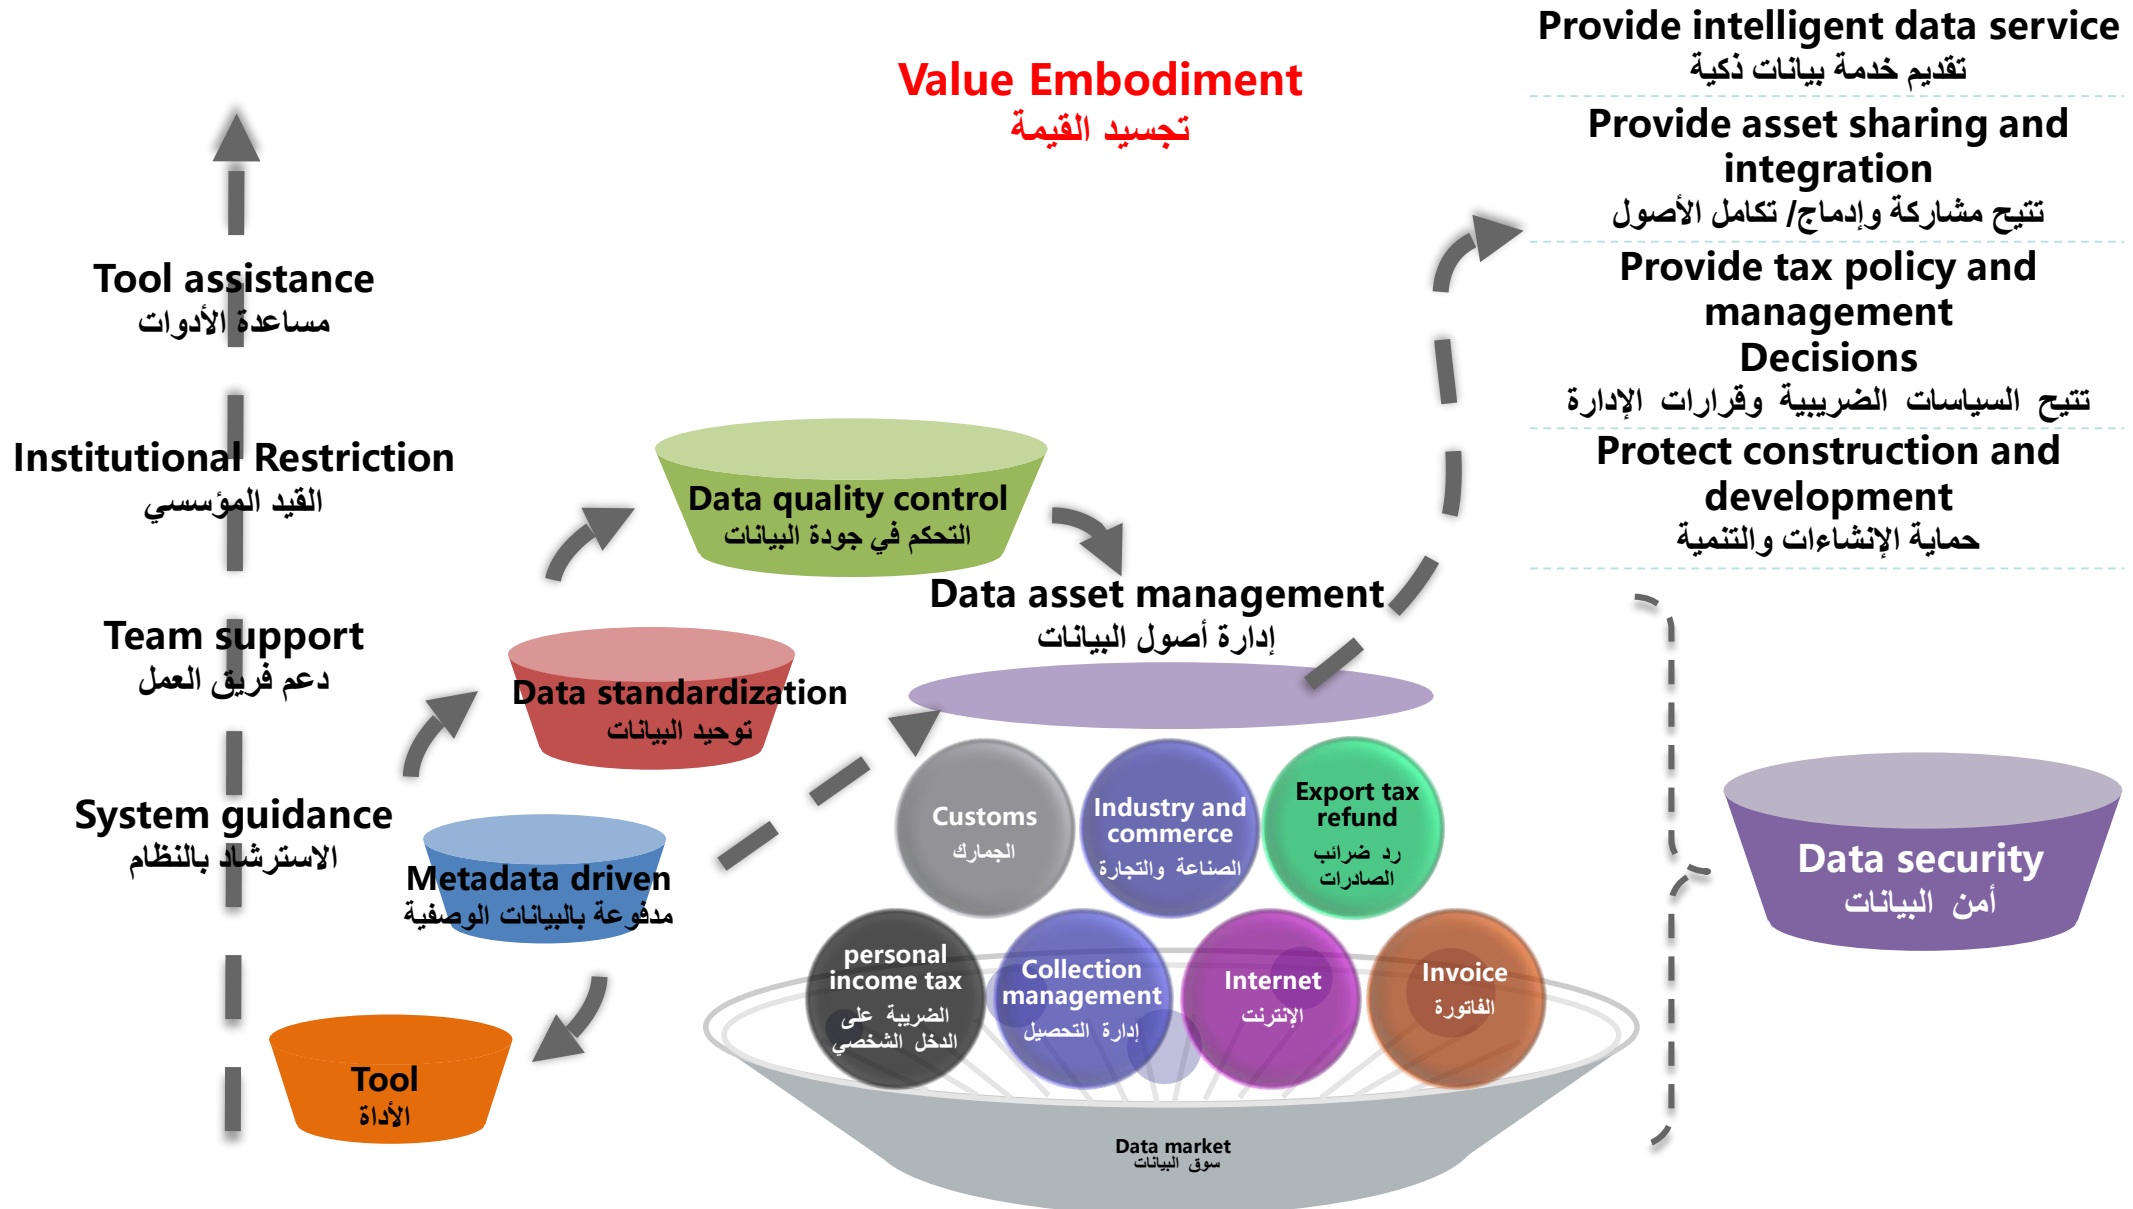 Value Embodiment
تجسيد القيمة
Provide intelligent data service
تقديم خدمة بيانات ذكية
Provide asset sharing and
integration
تتيح مشاركة وإدماج/ تكامل الأصول
Provide tax policy and
management
Decisions
تتيح السياسات الضريبية وقرارات الإدارة
Protect construction and
development
حماية الإنشاءات والتنمية
Tool assistance
مساعدة الأدوات
Institutional Restriction
القيد المؤسسي
Team support
دعم فريق العمل
System guidance
الاسترشاد بالنظام
Data quality control
التحكم في جودة البيانات
Data standardization
توحيد البيانات
Metadata driven
مدفوعة بالبيانات الوصفية
Tool
الأداة
Data asset management
إدارة أصول البيانات
Customs
الجمارك
Industry and
commerce
الصناعة والتجارة
Export tax
refund
رد ضرائب
الصادرات
personal
income tax
الضريبة على
الدخل الشخصي
Collection
management
إدارة التحصيل
Internet
الإنترنت
Invoice
الفاتورة
Data market
سوق البيانات
Data security
أمن البيانات